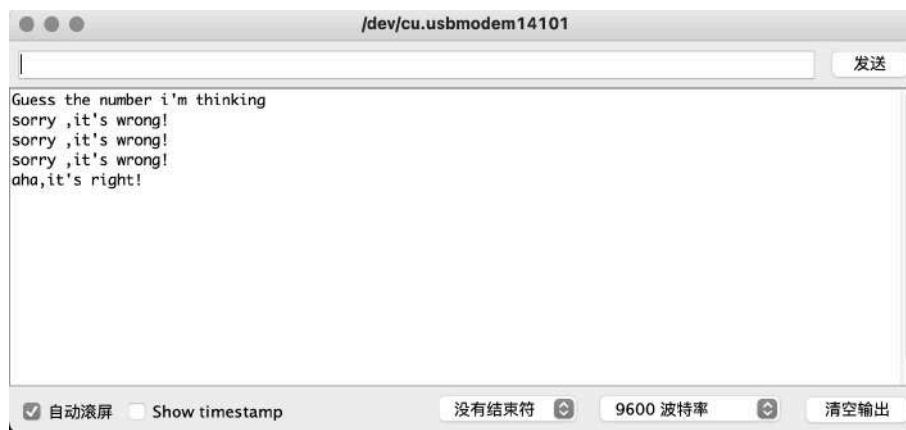 /dev/cu.usbmodem14101
发送
Guess the number i'm thinking
sorry ,it's wrong!
sorry ,it's wrong!
sorry ,it's wrong!
aha,it's right!
自动滚屏 Show timestamp 没有结束符 9600 波特率 清空输出